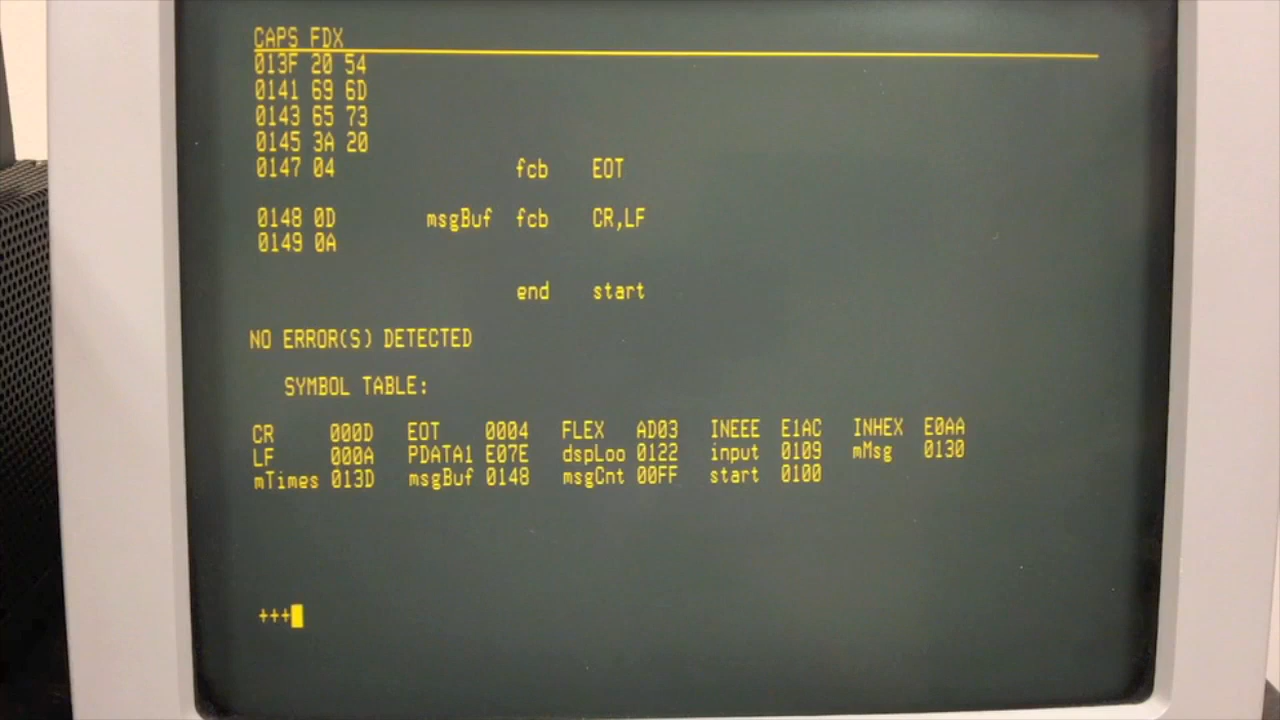 CAPS FDX
013F 20 54
0141 69 6D
0143 65 73
0145 3A 20
0147 04 fcb EOT
0148 0D msgBuf fcb CR,LF
0149 0A
end start
NO ERROR(S) DETECTED
SYMBOL TABLE:
CR 000D EOT 0004 FLEX AD03 INEEE E1AC INHEX E0AA
LF 000A PDATA1 E07E dspLoo 0122 input 0109 mMsg 0130
mTimes 013D msgBuf 0148 msgCnt 00FF start 0100
+++